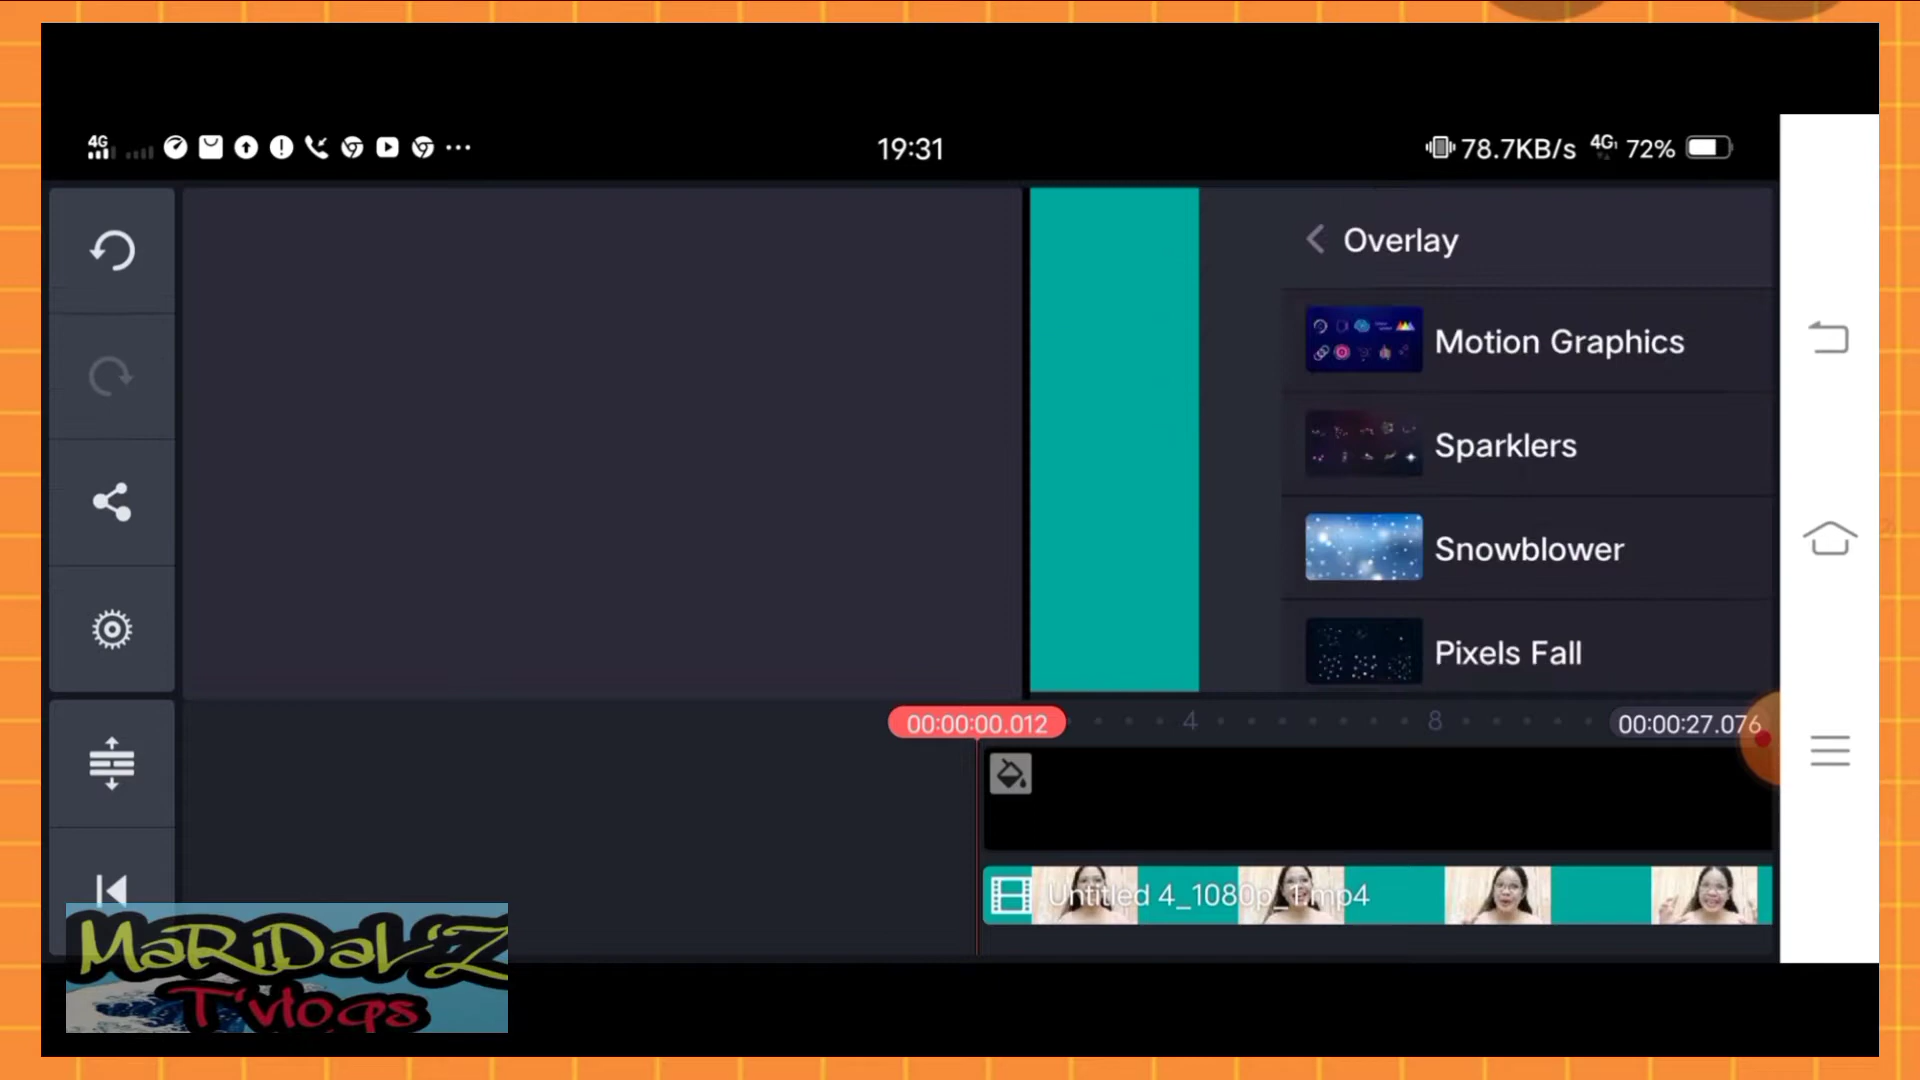 4G
19:31
78.7KB/s 4G 72%
Overlay
Motion Graphics
Sparklers
Snowblower
Pixels Fall
00:00:00.012
4
8
00:00:27.076
Untitled 4_1080p_1.mp4
MaRiDaL'Z
T'vlogs